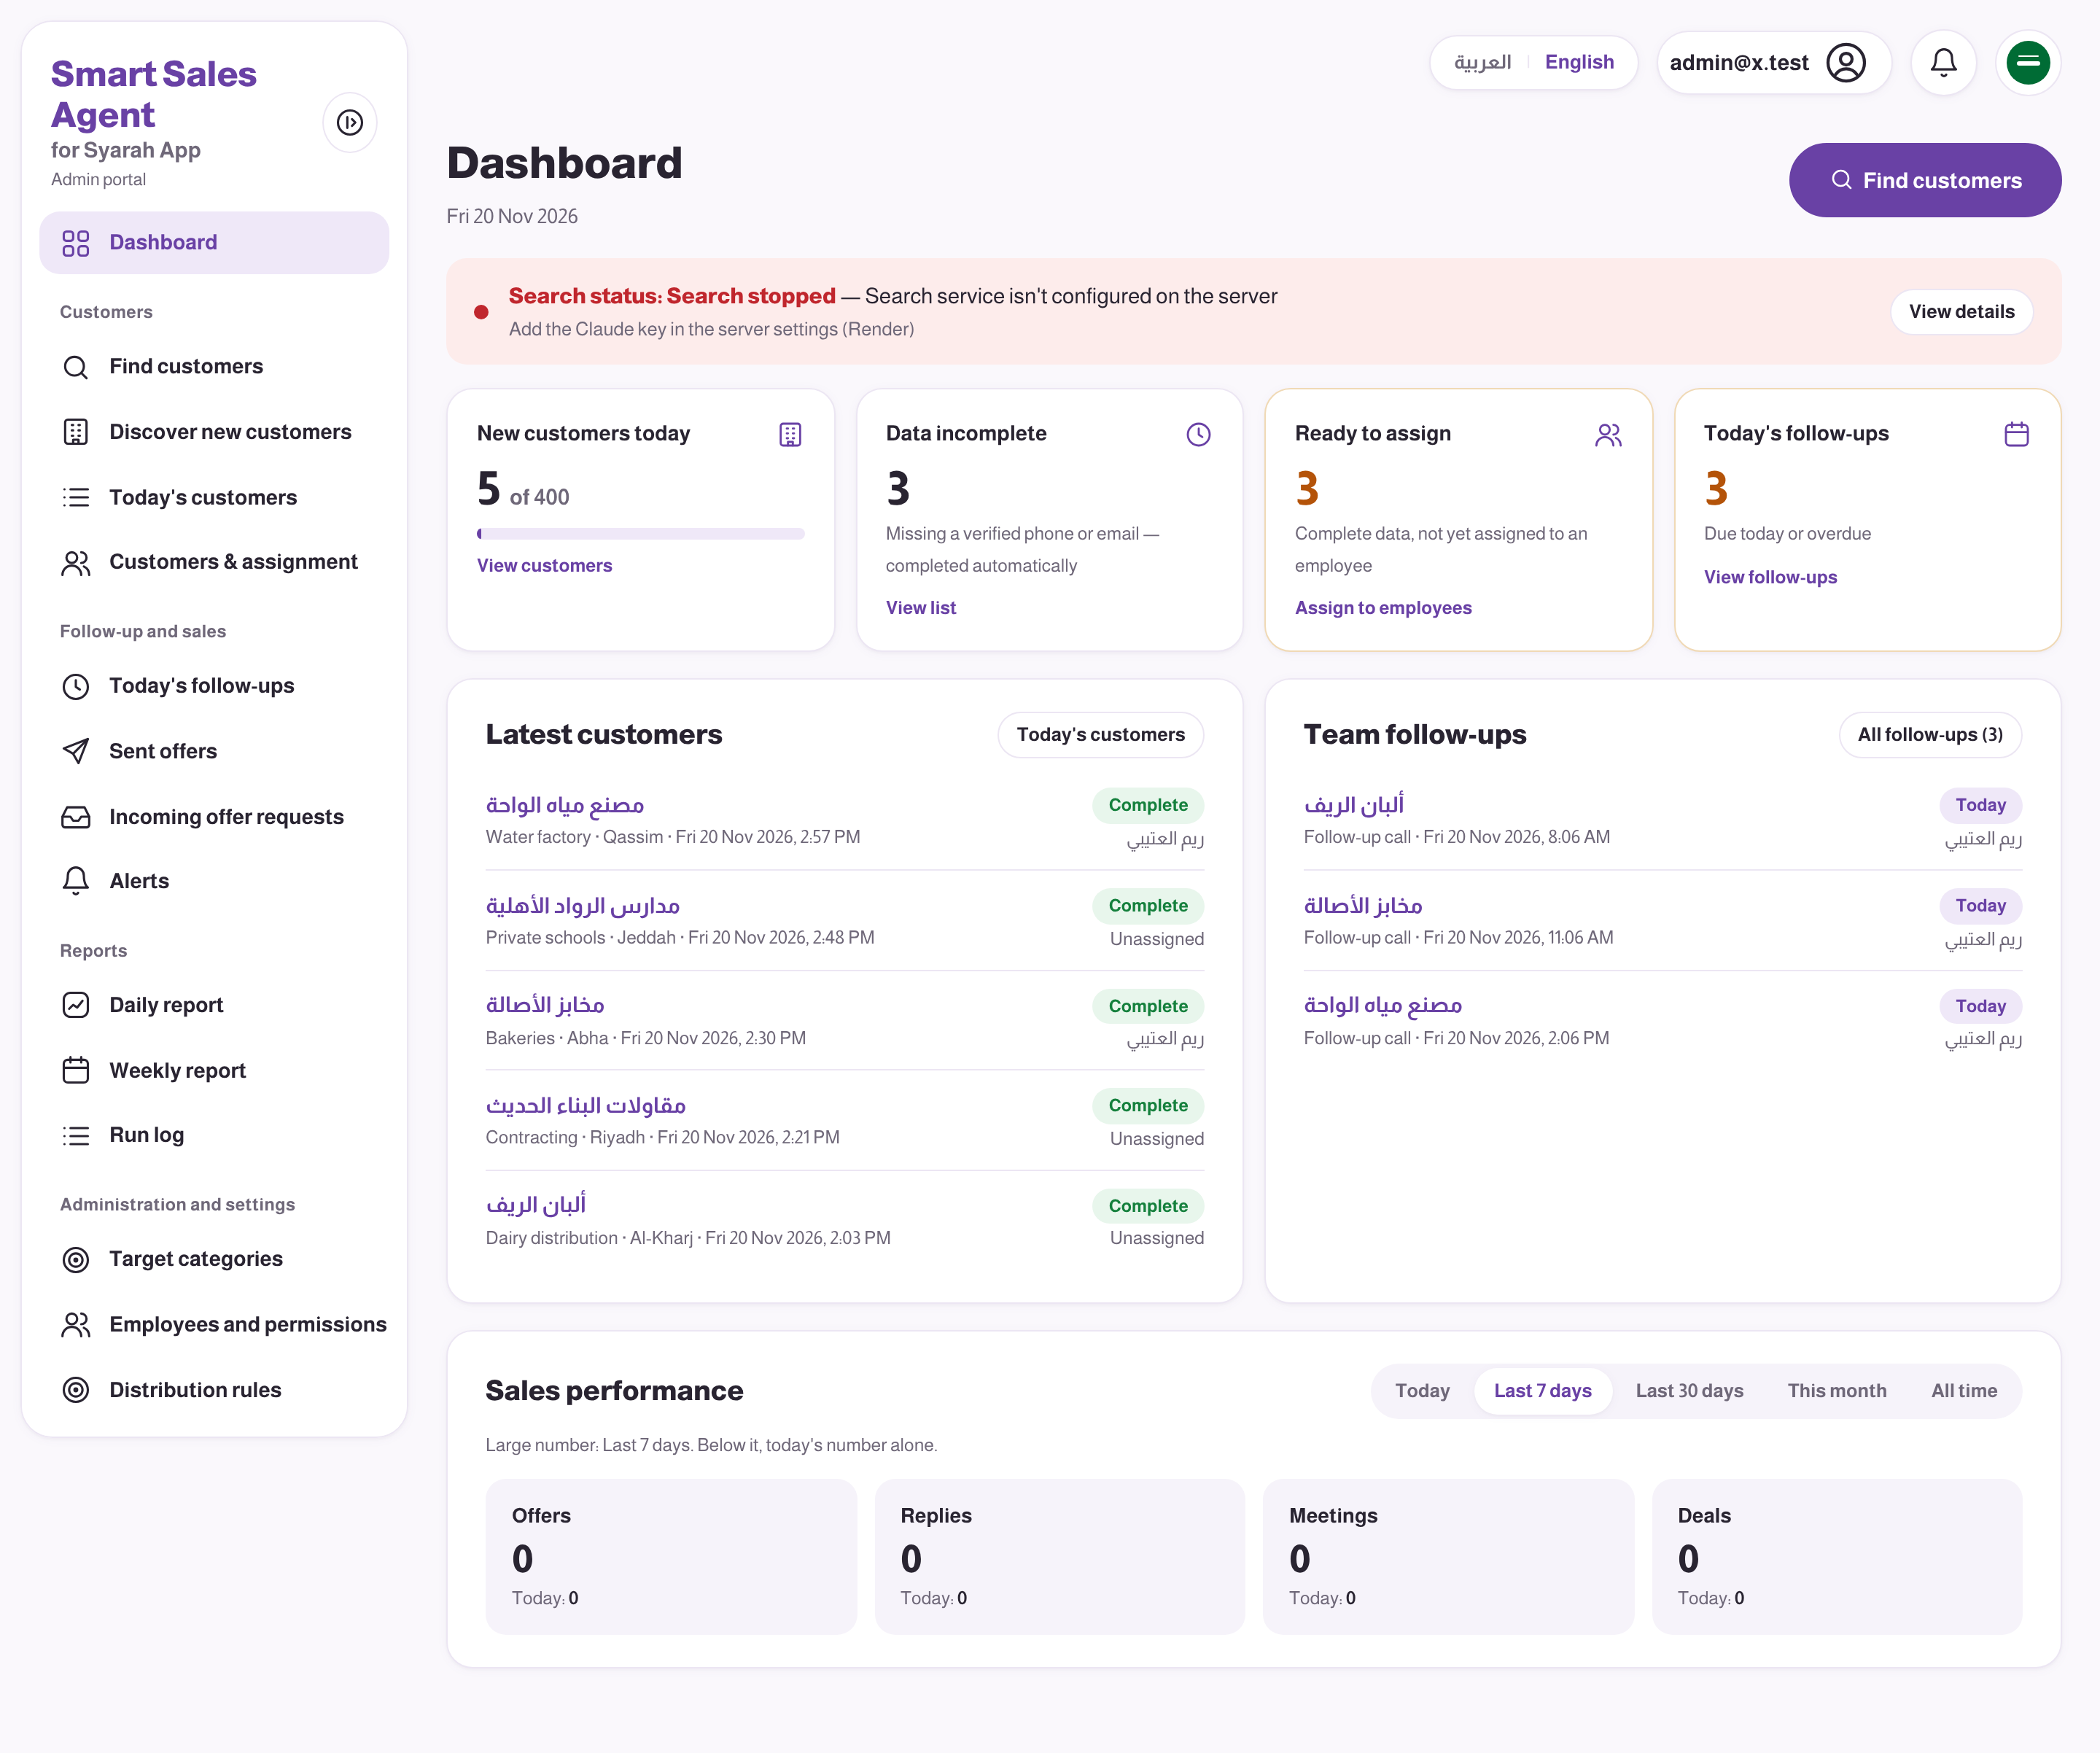 Smart Sales
Agent
for Syarah App
Admin portal
Dashboard
Customers
Find customers
Discover new customers
Today's customers
Customers & assignment
Follow-up and sales
Today's follow-ups
Sent offers
Incoming offer requests
Alerts
Reports
Daily report
Weekly report
Run log
Administration and settings
Target categories
Employees and permissions
Distribution rules
العربية English
admin@x.test
Dashboard
Fri 20 Nov 2026
Find customers
Search status: Search stopped — Search service isn't configured on the server
Add the Claude key in the server settings (Render)
View details
New customers today
5 of 400
View customers
Data incomplete
3
Missing a verified phone or email —
completed automatically
View list
Ready to assign
3
Complete data, not yet assigned to an
employee
Assign to employees
Today's follow-ups
3
Due today or overdue
View follow-ups
Latest customers
Today's customers
مصنع مياه الواحة
Complete
Water factory · Qassim · Fri 20 Nov 2026, 2:57 PM
ريم العتيبي
مدارس الرواد الأهلية
Complete
Private schools · Jeddah · Fri 20 Nov 2026, 2:48 PM
Unassigned
مخابز الأصالة
Complete
Bakeries · Abha · Fri 20 Nov 2026, 2:30 PM
ريم العتيبي
مقاولات البناء الحديث
Complete
Contracting · Riyadh · Fri 20 Nov 2026, 2:21 PM
Unassigned
ألبان الريف
Complete
Dairy distribution · Al-Kharj · Fri 20 Nov 2026, 2:03 PM
Unassigned
Team follow-ups
All follow-ups (3)
ألبان الريف
Today
Follow-up call · Fri 20 Nov 2026, 8:06 AM
ريم العتيبي
مخابز الأصالة
Today
Follow-up call · Fri 20 Nov 2026, 11:06 AM
ريم العتيبي
مصنع مياه الواحة
Today
Follow-up call · Fri 20 Nov 2026, 2:06 PM
ريم العتيبي
Sales performance
Today Last 7 days Last 30 days This month All time
Large number: Last 7 days. Below it, today's number alone.
Offers
0
Today: 0
Replies
0
Today: 0
Meetings
0
Today: 0
Deals
0
Today: 0